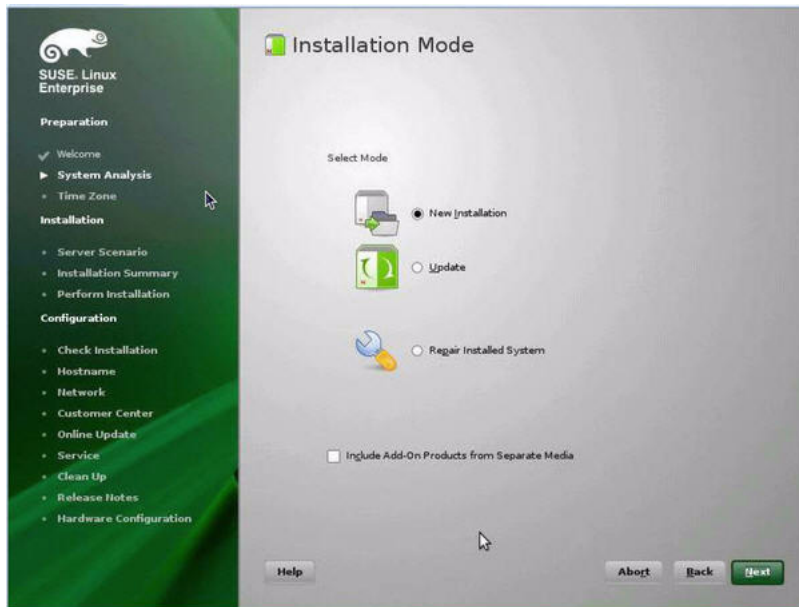 SUSE. Linux
Enterprise
Preparation
Welcome
System Analysis
Time Zone
Installation
Server Scenario
Installation Summary
Perform Installation
Configuration
Check Installation
Hostname
Network
Customer Center
Online Update
Service
Clean Up
Release Notes
Hardware Configuration
Installation Mode
Select Mode
New Installation
Update
Repair Installed System
Include Add-On Products from Separate Media
Help
Abort
Back
Next